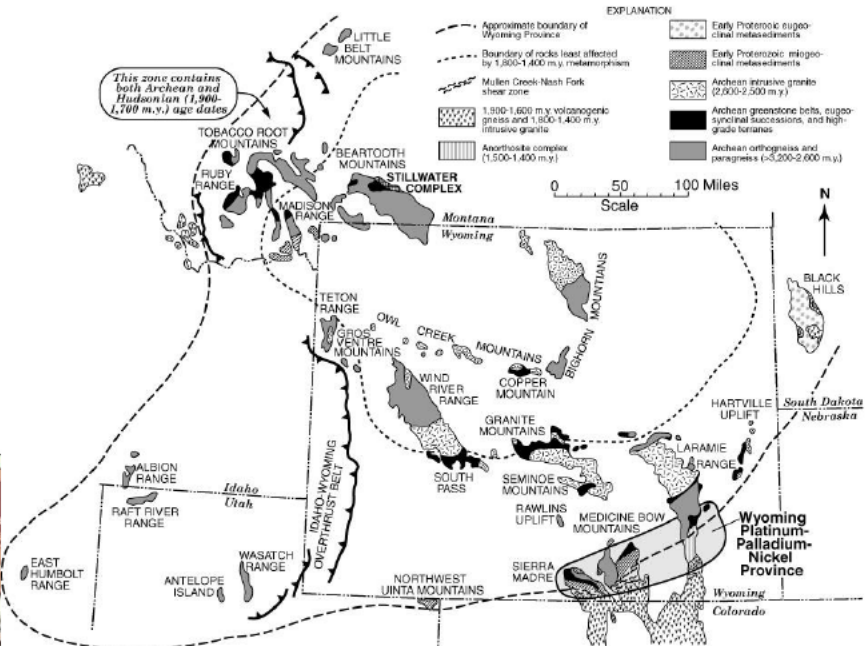 EXPLANATION
Approximate boundary of
Wyoming Province
Boundary of rocks least affected
by 1,800-1,400 m.y. metamorphism
Mullen Creek-Nash Fork
shear zone
1,900-1,600 m.y. volcanogenic
gneiss and 1,800-1,400 m.y.
intrusive granite
Anorthosite complex
(1,500-1,400 m.y.)
Early Proterozoic eugeo-
clinal metasediments
Early Proterozoic miogeo-
clinal metasediments
Archean intrusive granite
(2,600-2,500 m.y.)
Archean greenstone belts, eugeo-
synclinal successions, and high-
grade terranes
Archean orthogneiss and
paragneiss (>3,200-2,600 m.y.)
0 50 100 Miles
Scale
N
LITTLE
BELT
MOUNTAINS
This zone contains
both Archean and
Hudsonian (1,900-
1,700 m.y.) age dates
TOBACCO ROOT
MOUNTAINS
BEARTOOTH
MOUNTAINS
STILLWATER
COMPLEX
RUBY
RANGE
MADISON
RANGE
Montana
Wyoming
BLACK
HILLS
BIGHORN
MOUNTIANS
TETON
RANGE
GROS
VENTRE
MOUNTAINS
OWL
CREEK
MOUNTAINS
COPPER
MOUNTAIN
WIND
RIVER
RANGE
GRANITE
MOUNTAINS
HARTVILLE
UPLIFT
South Dakota
Nebraska
LARAMIE
RANGE
SOUTH
PASS
SEMINOE
MOUNTAINS
IDAHO-WYOMING
OVERTHRUST BELT
ALBION
RANGE
Idaho
Utah
RAFT RIVER
RANGE
RAWLINS
UPLIFT
MEDICINE BOW
MOUNTAINS
Wyoming
Platinum-
Palladium-
Nickel
Province
EAST
HUMBOLT
RANGE
WASATCH
RANGE
ANTELOPE
ISLAND
NORTHWEST
UINTA MOUNTAINS
SIERRA
MADRE
Wyoming
Colorado